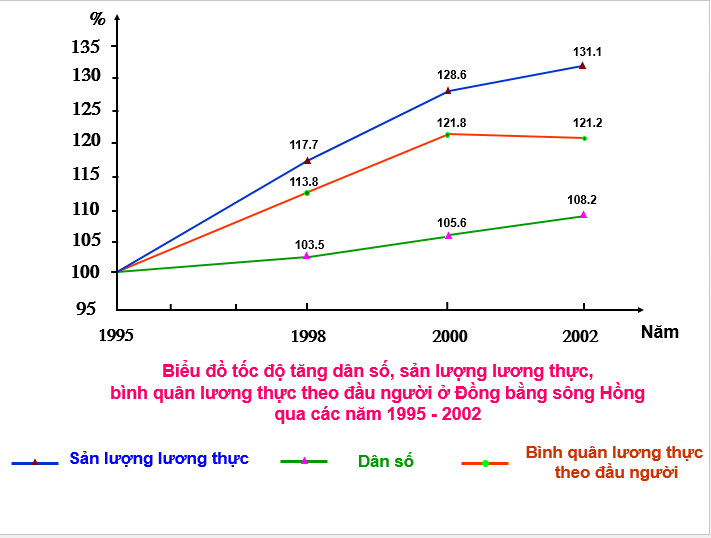 %
135
130 131.1
128.6
125
120 121.8 121.2
117.7
115
113.8
110
108.2
105 105.6
103.5
100
95
1995 1998 2000 2002 Năm
Biểu đồ tốc độ tăng dân số, sản lượng lương thực,
bình quân lương thực theo đầu người ở Đồng bằng sông Hồng
qua các năm 1995 - 2002
Sản lượng lương thực
Dân số
Bình quân lương thực
theo đầu người